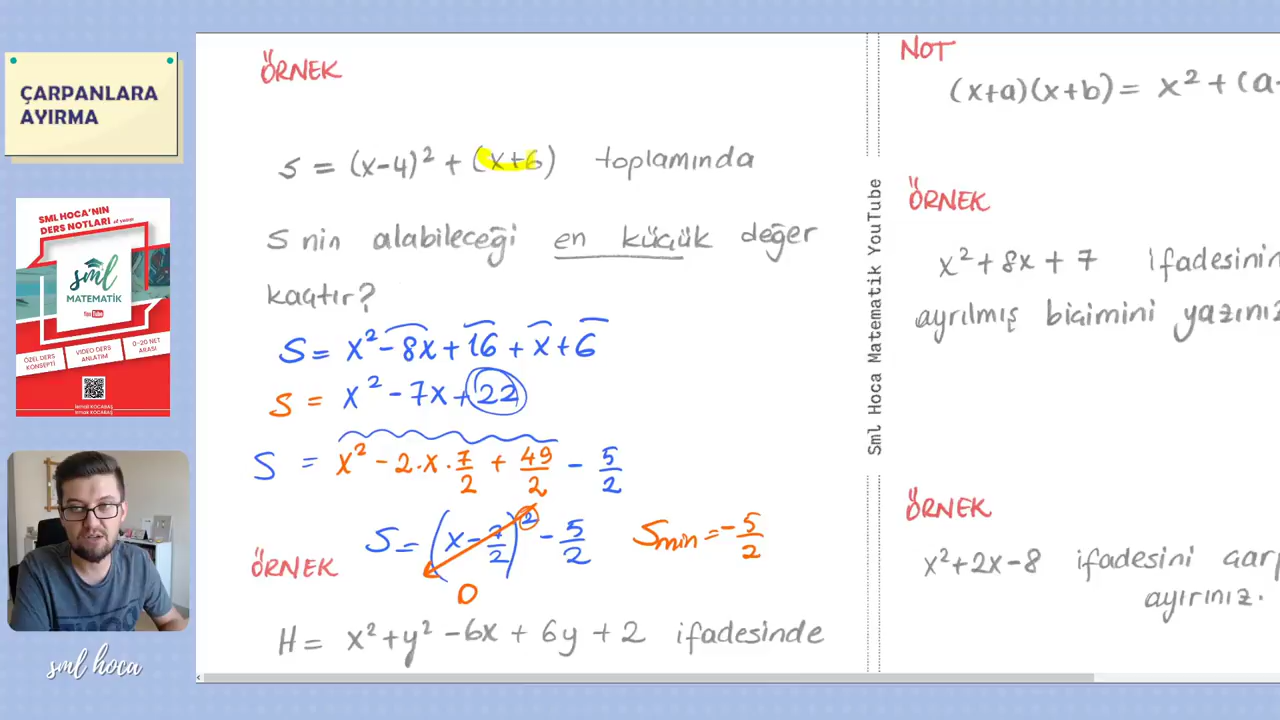 ÇARPANLARA
AYIRMA
SML HOCA'NIN
DERS NOTLARI
sml
MATEMATİK
YouTube
ÖZEL DERS
KONSEPTİ
VIDEO DERS
ANLATIM
0-20 NET
ARASI
sml hoca
ÖRNEK
S = (x-4)² + (x+6) toplamında
S nin alabileceği en küçük değer
kaçtır?
S = x² - 8x + 16 + x + 6
S = x² - 7x + 22
S = x² - 2.x.7/2 + 49/2 - 5/2
S = (x - 7/2)² - 5/2 Smin = -5/2
0
ÖRNEK
H = x² + y² - 6x + 6y + 2 ifadesinde
Sml Hoca Matematik YouTube
NOT
(x+a)(x+b) = x² + (a
ÖRNEK
x² + 8x + 7 ifadesinin
ayrılmış biçimini yazınız
ÖRNEK
x² + 2x - 8 ifadesini çarp
ayırınız.